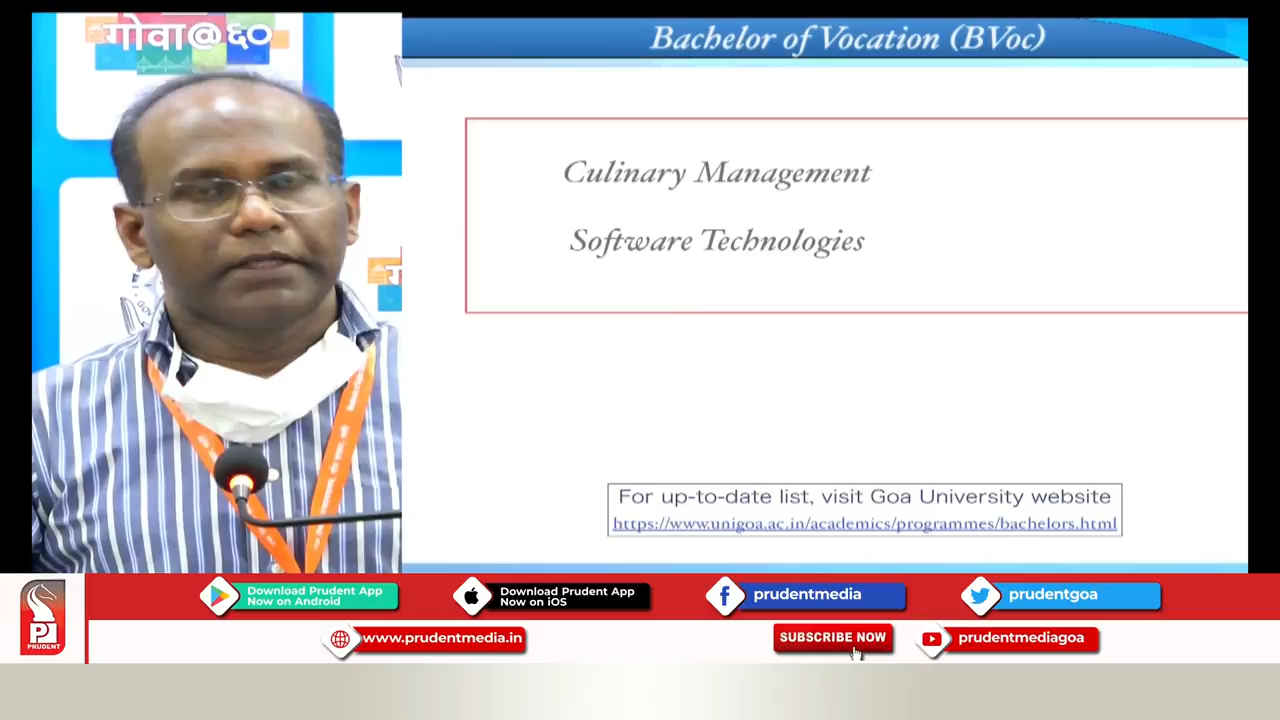 गोवा@६०
Bachelor of Vocation (BVoc)
Culinary Management
Software Technologies
For up-to-date list, visit Goa University website
https://www.unigoa.ac.in/academics/programmes/bachelors.html
PRUDENT
Download Prudent App
Now on Android
Download Prudent App
Now on iOS
prudentmedia
prudentgoa
www.prudentmedia.in
SUBSCRIBE NOW
prudentmediagoa